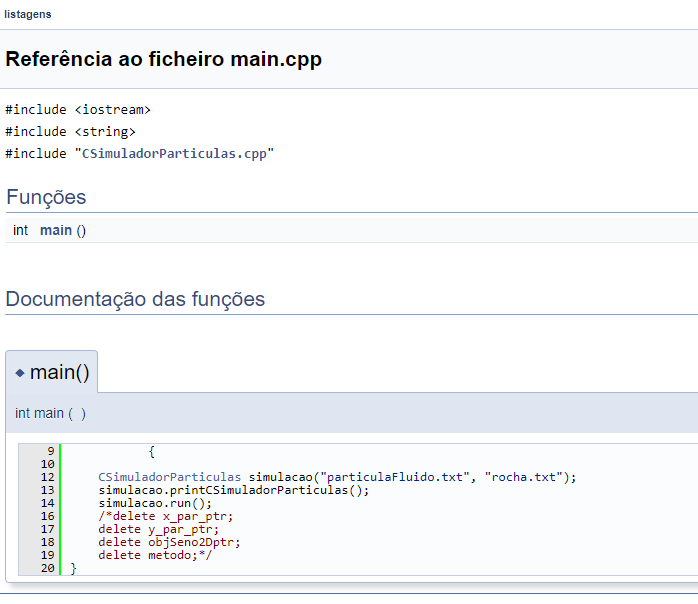 listagens
Referência ao ficheiro main.cpp
#include <iostream>
#include <string>
#include "CSimuladorParticulas.cpp"
Funções
int main ()
Documentação das funções
◆ main()
int main ( )
9 {
10
12 CSimuladorParticulas simulacao("particulaFluido.txt", "rocha.txt");
13 simulacao.printCSimuladorParticulas();
14 simulacao.run();
16 /*delete x_par_ptr;
17 delete y_par_ptr;
18 delete objSeno2Dptr;
19 delete metodo;*/
20 }